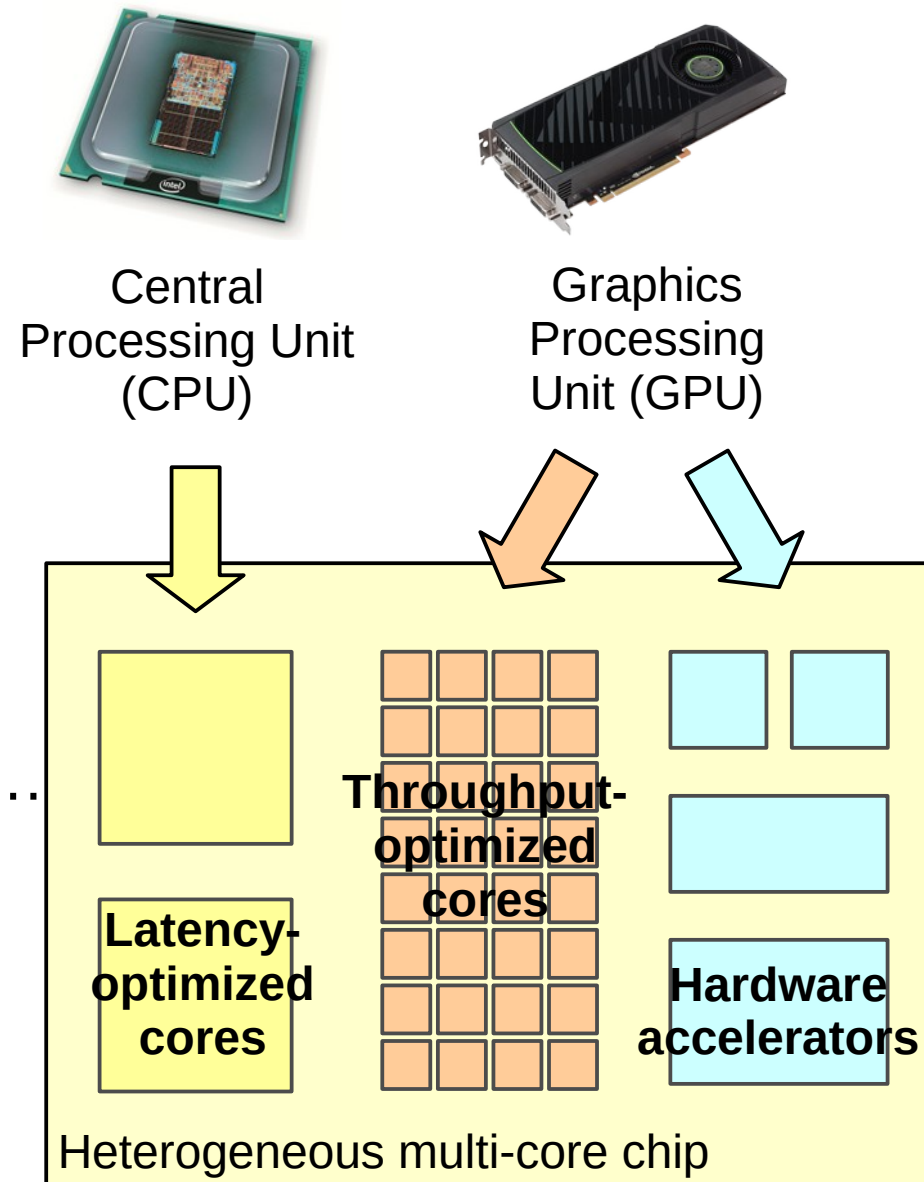 intel
Central
Processing Unit
(CPU)
Graphics
Processing
Unit (GPU)
..
Throughput-
optimized
cores
Latency-
optimized
cores
Hardware
accelerators
Heterogeneous multi-core chip